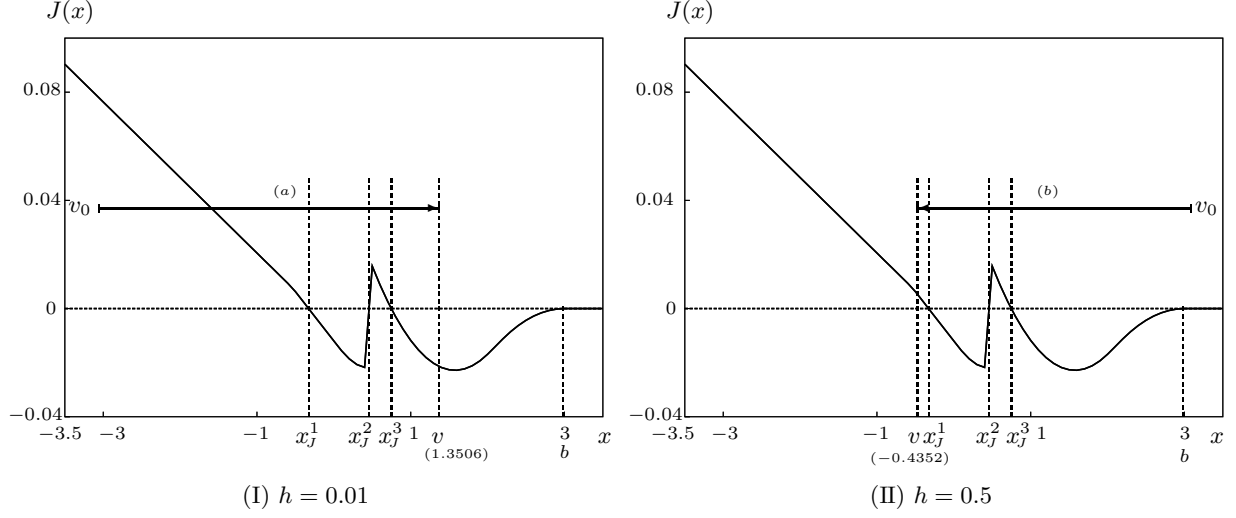 J(x) J(x)
0.08 0.08
(a) (b)
0.04 0.04
v₀ v₀
0 0
−0.04 −0.04
−3.5 −3 −1 x_J^1 x_J^2 x_J^3 1 v 3 x −3.5 −3 −1 v x_J^1 x_J^2 x_J^3 1 3 x
(1.3506) b (−0.4352) b
(I) h = 0.01 (II) h = 0.5